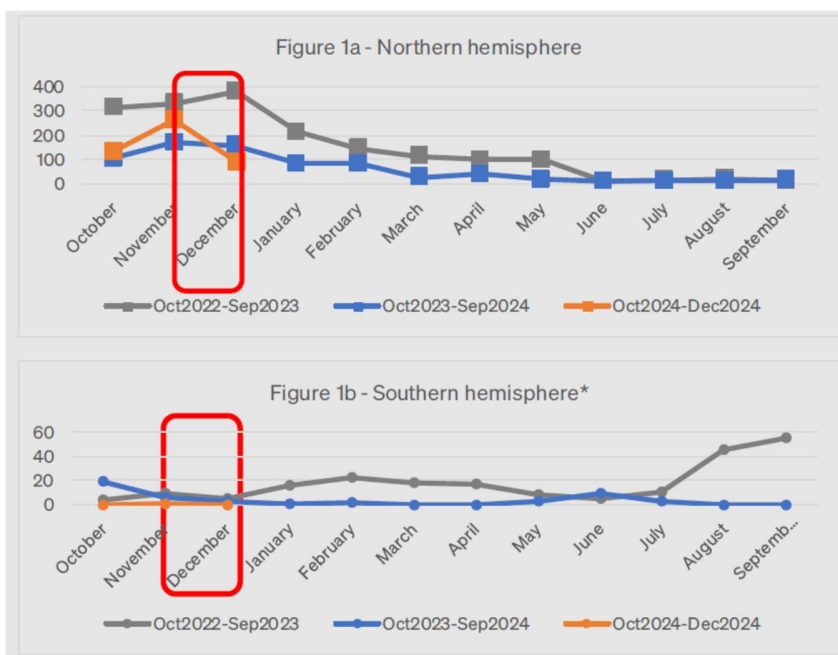 Figure 1a - Northern hemisphere
400
300
200
100
0
October
November
December
January
February
March
April
May
June
July
August
September
Oct2022-Sep2023 Oct2023-Sep2024 Oct2024-Dec2024
Figure 1b - Southern hemisphere*
60
40
20
0
October
November
December
January
February
March
April
May
June
July
August
Septemb...
Oct2022-Sep2023 Oct2023-Sep2024 Oct2024-Dec2024